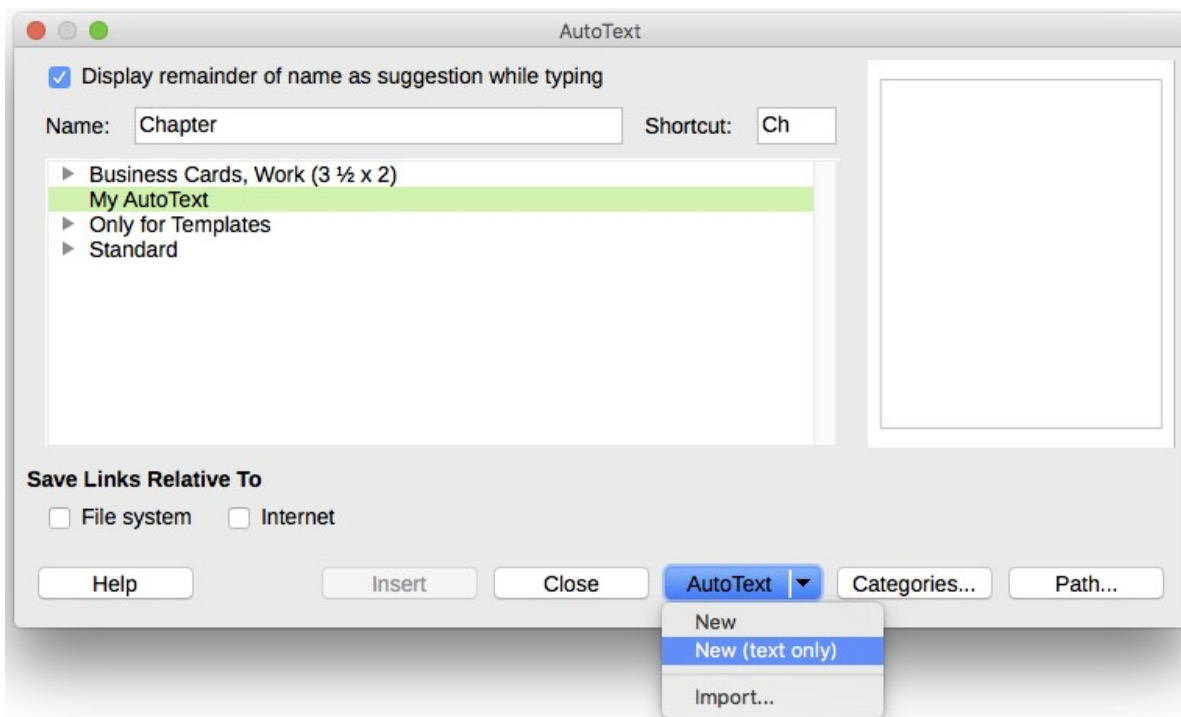 AutoText
Display remainder of name as suggestion while typing
Name: Chapter Shortcut: Ch
Business Cards, Work (3 ½ x 2)
My AutoText
Only for Templates
Standard
Save Links Relative To
File system Internet
Help Insert Close AutoText Categories... Path...
New
New (text only)
Import...